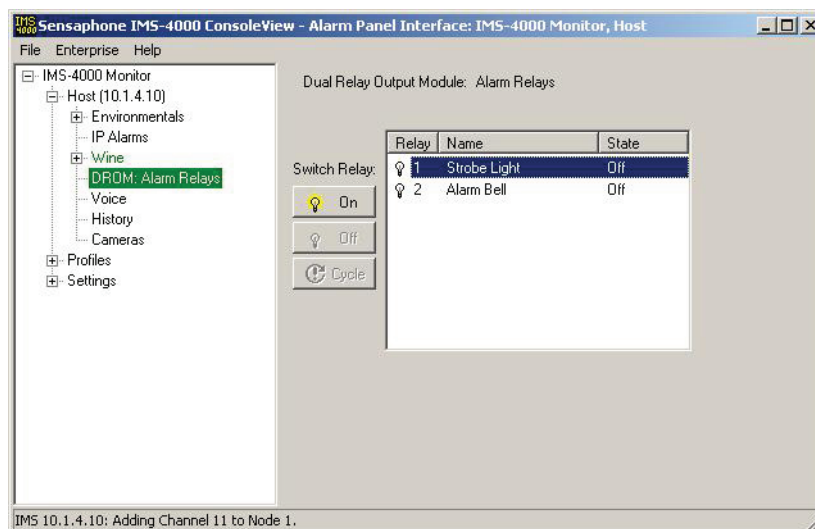 IMS 4000 Sensaphone IMS-4000 ConsoleView - Alarm Panel Interface: IMS-4000 Monitor, Host
File Enterprise Help
IMS-4000 Monitor
Host (10.1.4.10)
Environmentals
IP Alarms
Wine
DROM: Alarm Relays
Voice
History
Cameras
Profiles
Settings
Dual Relay Output Module: Alarm Relays
Switch Relay:
On
Off
Cycle
Relay Name State
1 Strobe Light Off
2 Alarm Bell Off
IMS 10.1.4.10: Adding Channel 11 to Node 1.